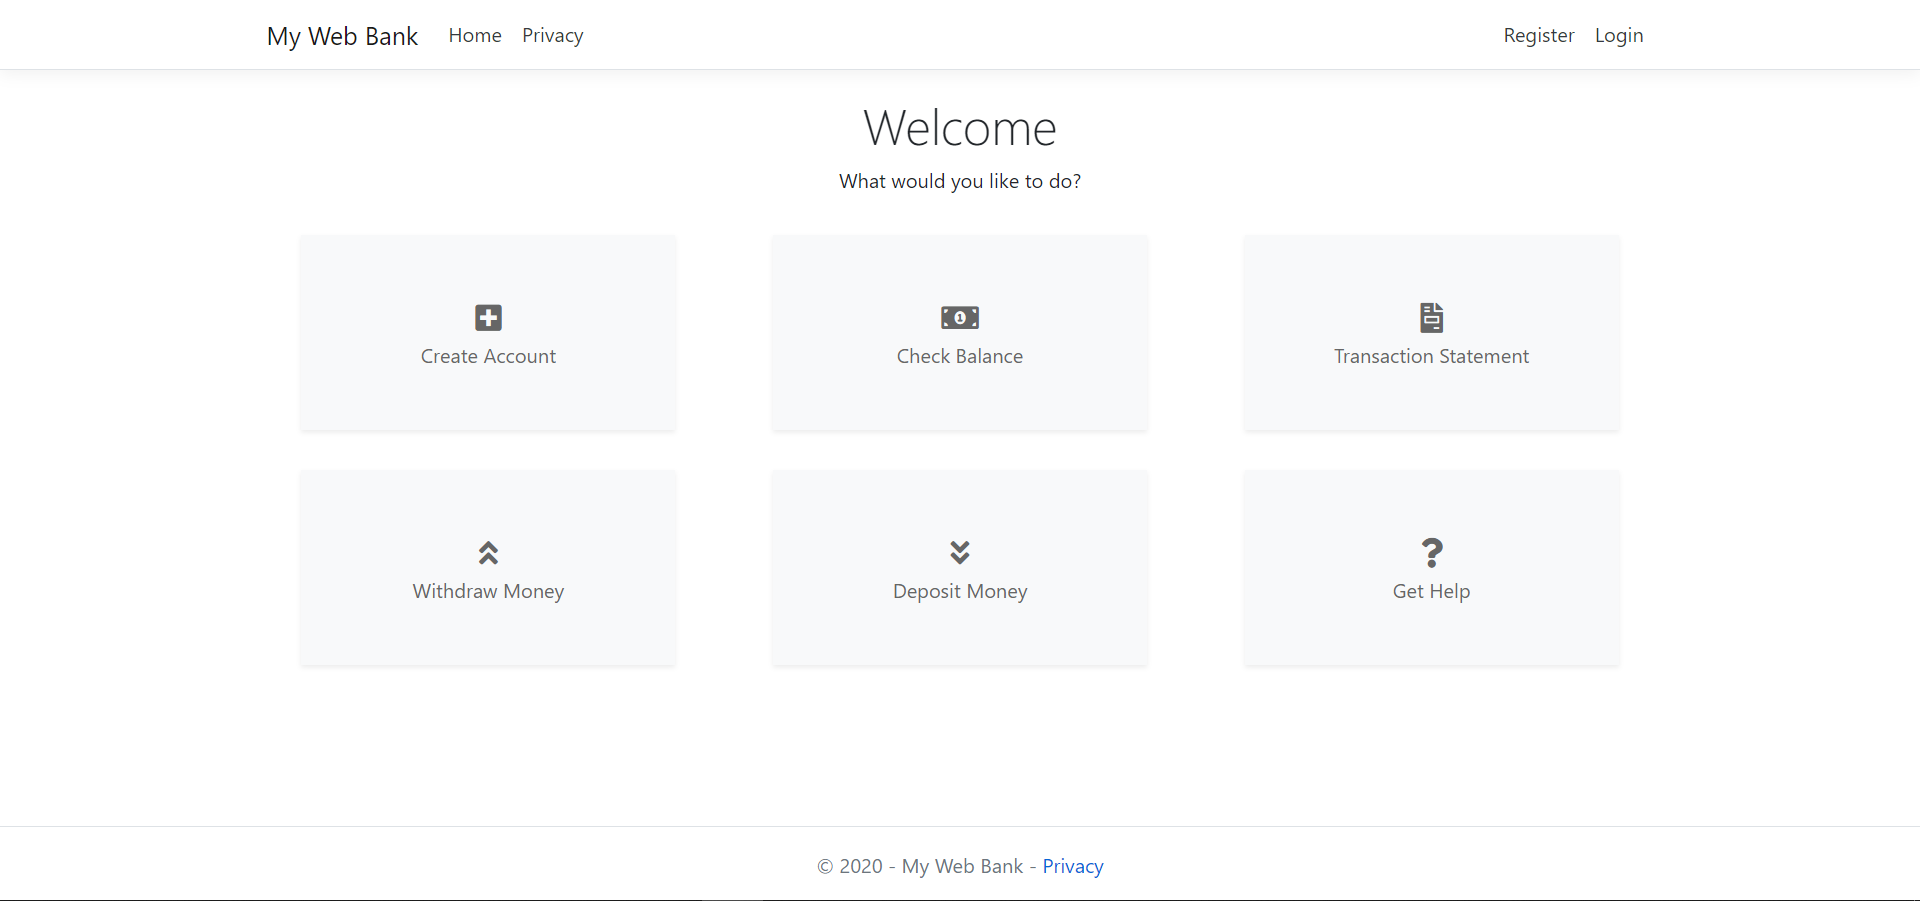 My Web Bank Home Privacy Register Login
Welcome
What would you like to do?
Create Account Check Balance Transaction Statement
Withdraw Money Deposit Money Get Help
© 2020 - My Web Bank - Privacy